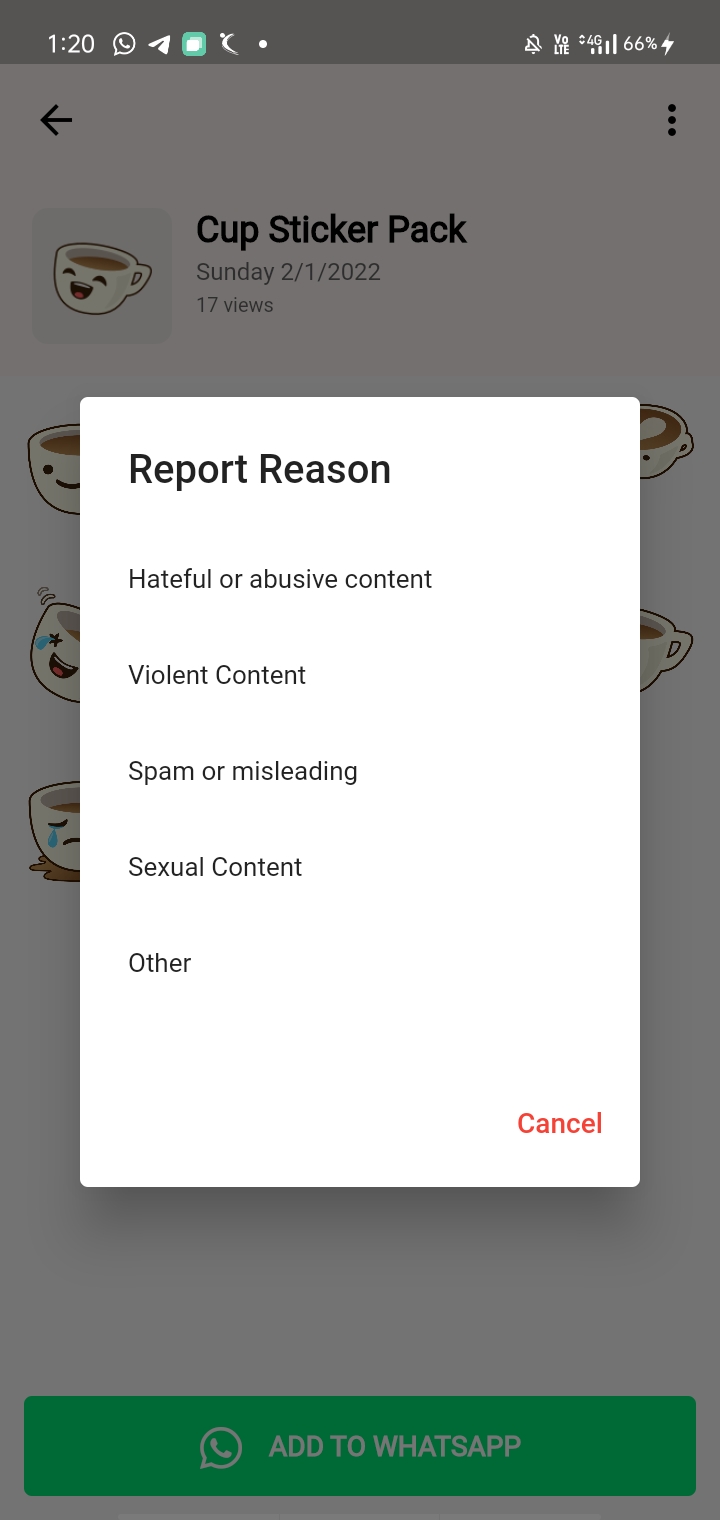 1:20
VO LTE 4G 66%
Cup Sticker Pack
Sunday 2/1/2022
17 views
Report Reason
Hateful or abusive content
Violent Content
Spam or misleading
Sexual Content
Other
Cancel
ADD TO WHATSAPP